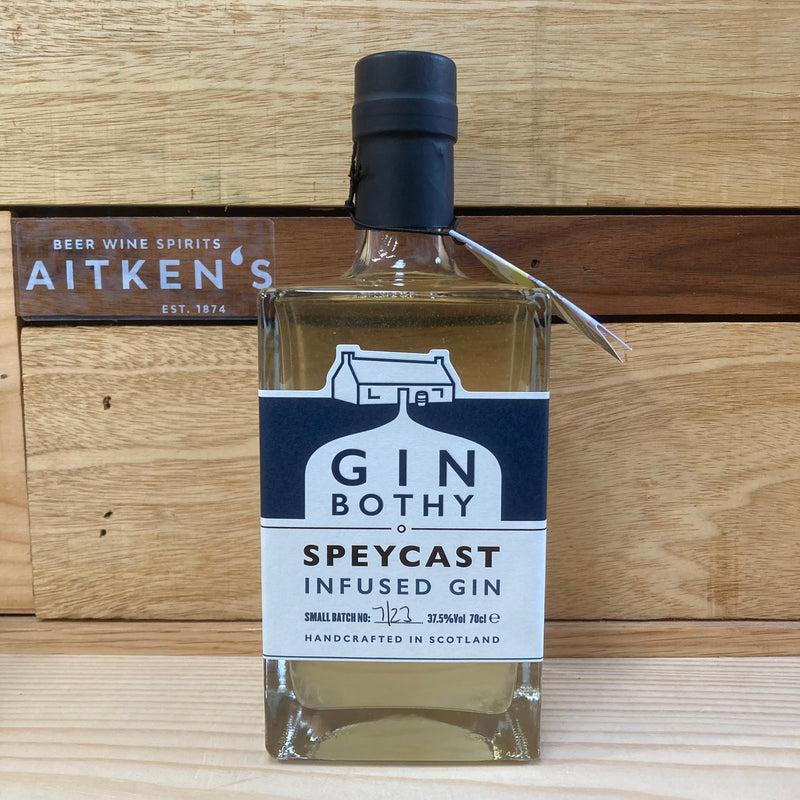 BEER WINE SPIRITS
AITKEN'S
EST. 1874
GIN
BOTHY
SPEYCAST
INFUSED GIN
SMALL BATCH NO: 7/23 37.5%Vol 70cl e
HANDCRAFTED IN SCOTLAND